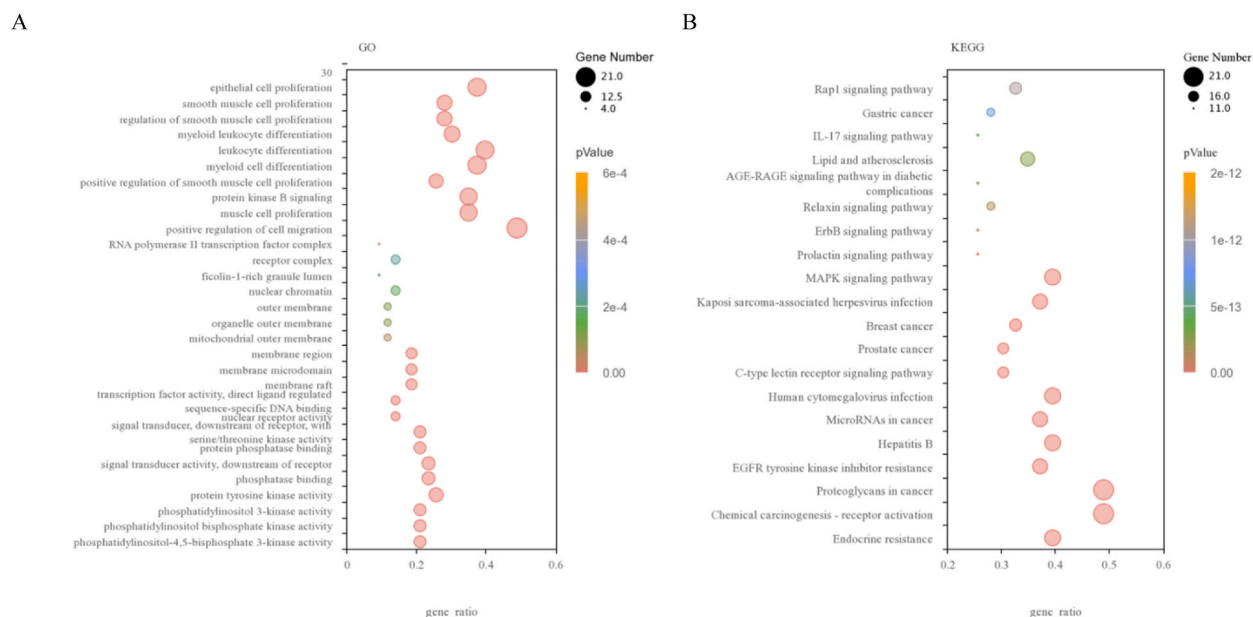 A
GO
30
epithelial cell proliferation
smooth muscle cell proliferation
regulation of smooth muscle cell proliferation
myeloid leukocyte differentiation
leukocyte differentiation
myeloid cell differentiation
positive regulation of smooth muscle cell proliferation
protein kinase B signaling
muscle cell proliferation
positive regulation of cell migration
RNA polymerase II transcription factor complex
receptor complex
ficolin-1-rich granule lumen
nuclear chromatin
outer membrane
organelle outer membrane
mitochondrial outer membrane
membrane region
membrane microdomain
membrane raft
transcription factor activity, direct ligand regulated
sequence-specific DNA binding
nuclear receptor activity
signal transducer, downstream of receptor, with
serine/threonine kinase activity
protein phosphatase binding
signal transducer activity, downstream of receptor
phosphatase binding
protein tyrosine kinase activity
phosphatidylinositol 3-kinase activity
phosphatidylinositol bisphosphate kinase activity
phosphatidylinositol-4,5-bisphosphate 3-kinase activity
0 0.2 0.4 0.6
gene_ratio
Gene Number
21.0
12.5
4.0
pValue
6e-4
4e-4
2e-4
0.00
B
KEGG
Rap1 signaling pathway
Gastric cancer
IL-17 signaling pathway
Lipid and atherosclerosis
AGE-RAGE signaling pathway in diabetic
complications
Relaxin signaling pathway
ErbB signaling pathway
Prolactin signaling pathway
MAPK signaling pathway
Kaposi sarcoma-associated herpesvirus infection
Breast cancer
Prostate cancer
C-type lectin receptor signaling pathway
Human cytomegalovirus infection
MicroRNAs in cancer
Hepatitis B
EGFR tyrosine kinase inhibitor resistance
Proteoglycans in cancer
Chemical carcinogenesis - receptor activation
Endocrine resistance
0.2 0.3 0.4 0.5 0.6
gene_ratio
Gene Number
21.0
16.0
11.0
pValue
2e-12
1e-12
5e-13
0.00